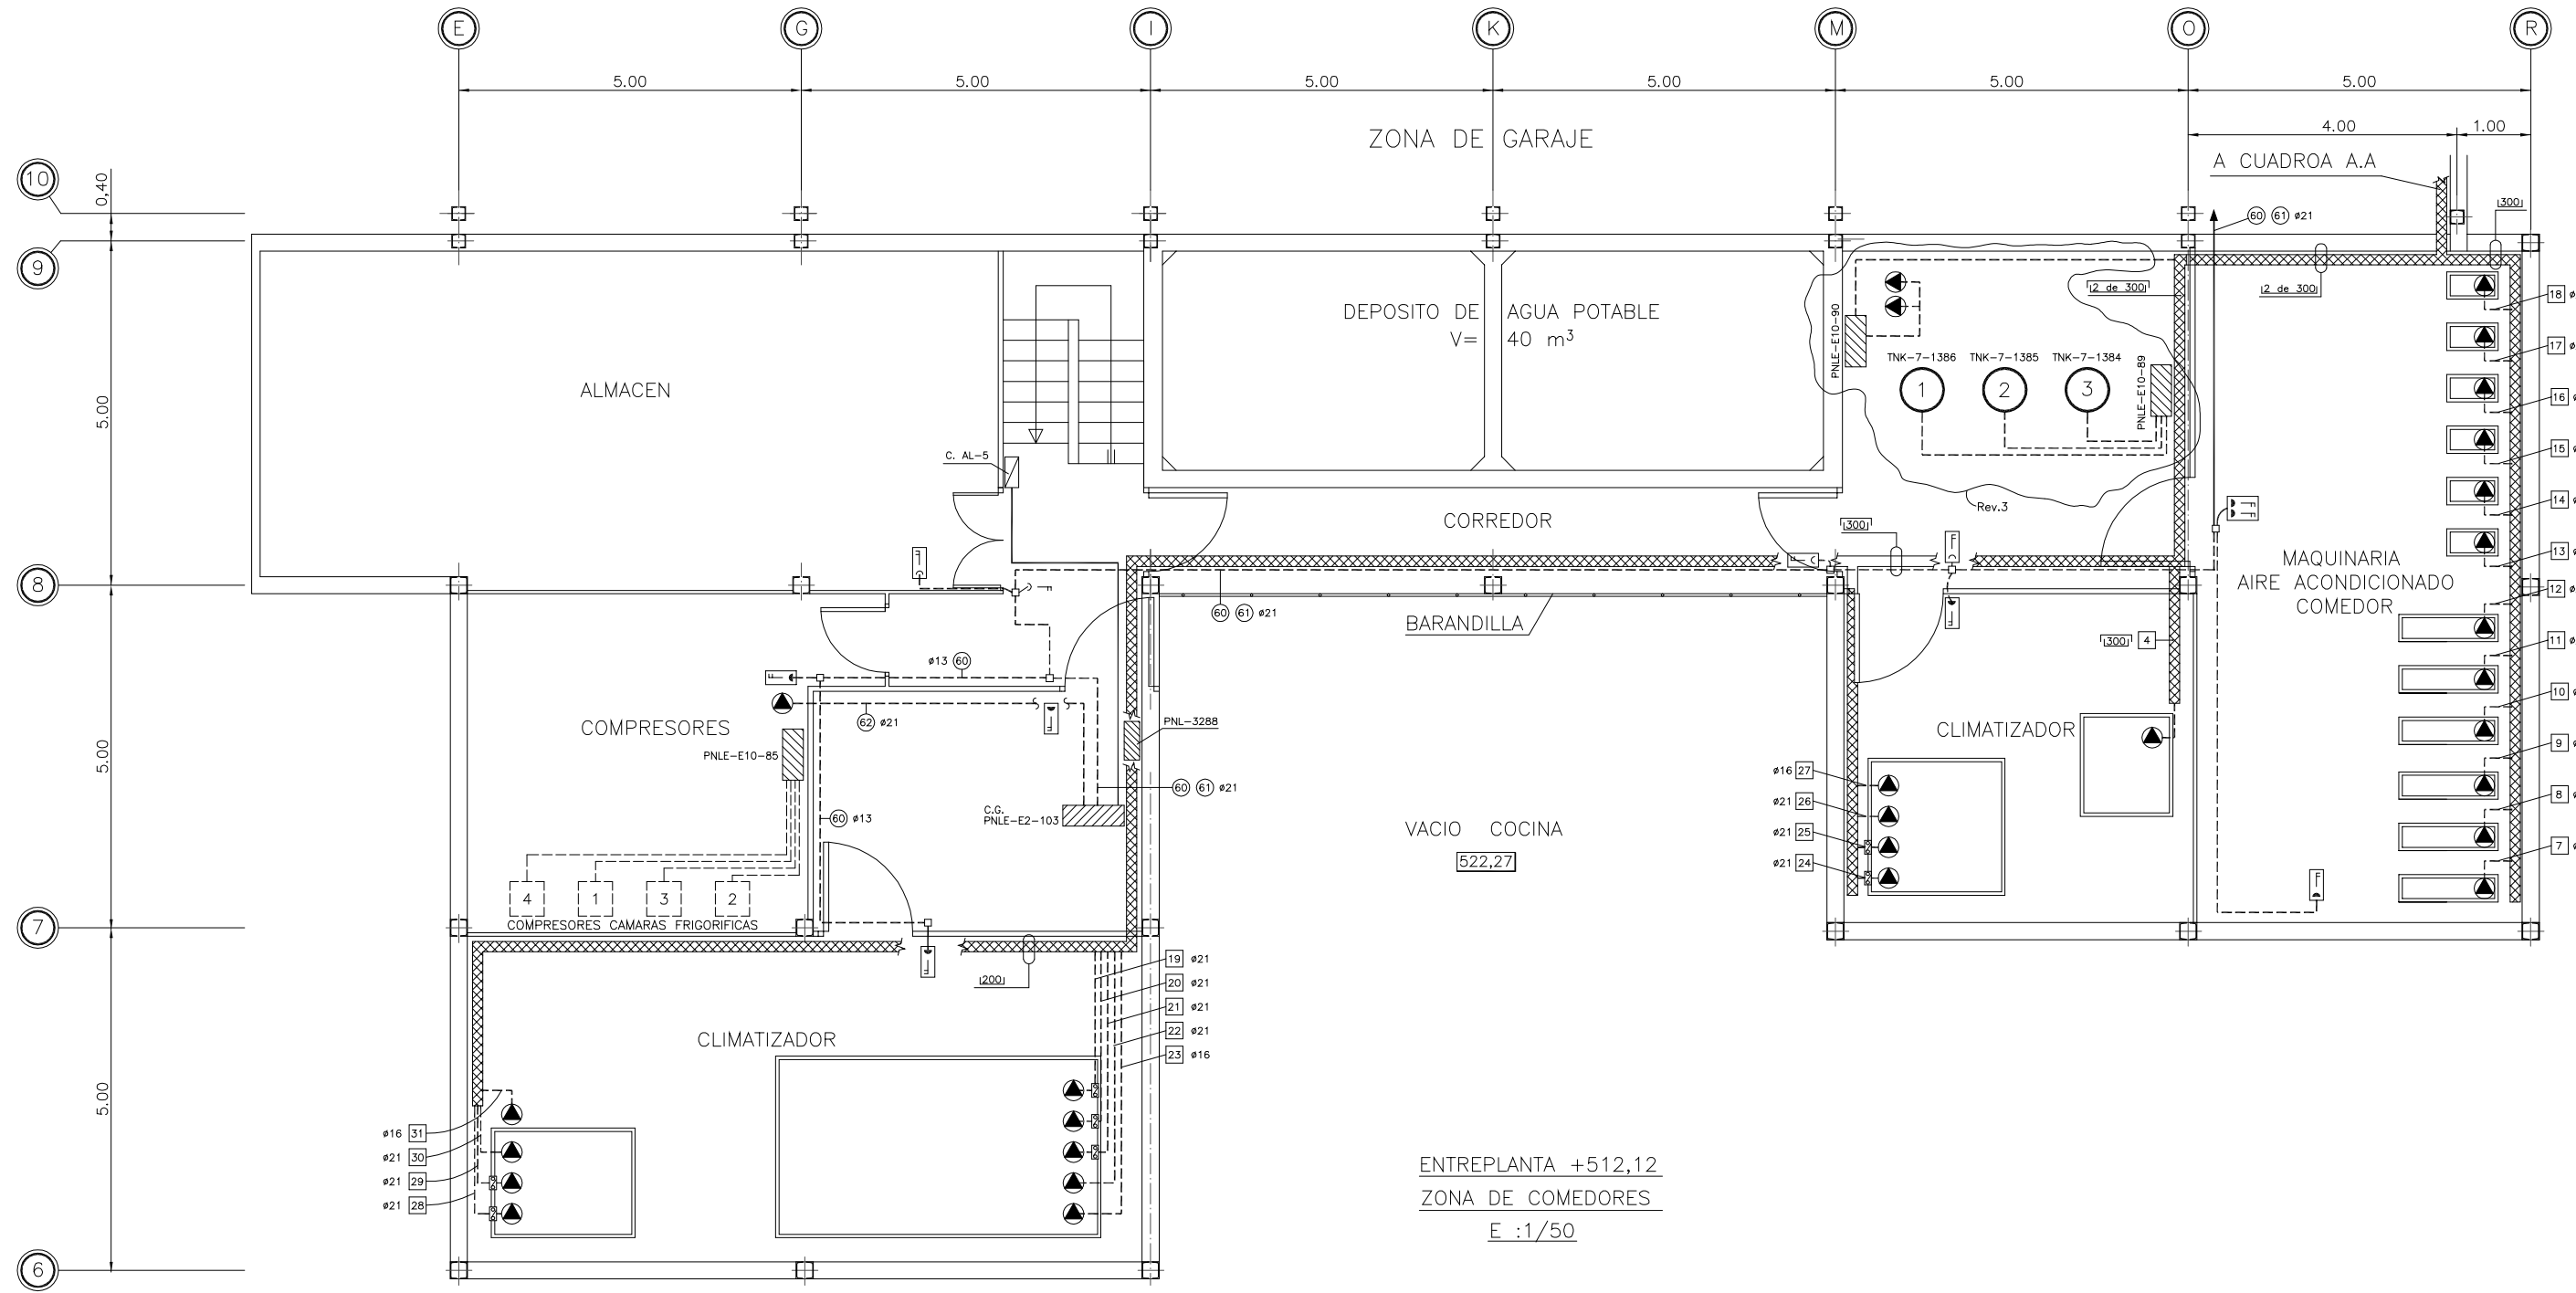 E G I K M O R
5.00 5.00 5.00 5.00 5.00 5.00
4.00 1.00
ZONA DE GARAJE
A CUADROA A.A
10
0,40
60 61 ø21
300
9
2 de 300
2 de 300
18 ø
DEPOSITO DE AGUA POTABLE
V= 40 m³
PNLE-E10-90
17 ø
TNK-7-1386 TNK-7-1385 TNK-7-1384
1 2 3
PNLE-E10-89
ALMACEN
5.00
16 ø
15 ø
C. AL-5
14 ø
Rev.3
CORREDOR
300
F
F
F
F
F
13 ø
MAQUINARIA
AIRE ACONDICIONADO
COMEDOR
8
12 ø
60 61 ø21
BARANDILLA
F
F
300 4
11 ø
ø13 60
F
10 ø
62 ø21
F
PNL-3288
COMPRESORES
CLIMATIZADOR
PNLE-E10-85
5.00
9 ø
ø16 27
60 61 ø21
8 ø
ø21 26
C.G.
PNLE-E2-103
60 ø13
VACIO COCINA
522,27
ø21 25
7 ø
ø21 24
F
4 1 3 2
COMPRESORES CAMARAS FRIGORIFICAS
7
F
200
19 ø21
20 ø21
21 ø21
22 ø21
23 ø16
CLIMATIZADOR
5.00
ø16 31
ø21 30
ø21 29
ø21 28
ENTREPLANTA +512,12
ZONA DE COMEDORES
E :1/50
6